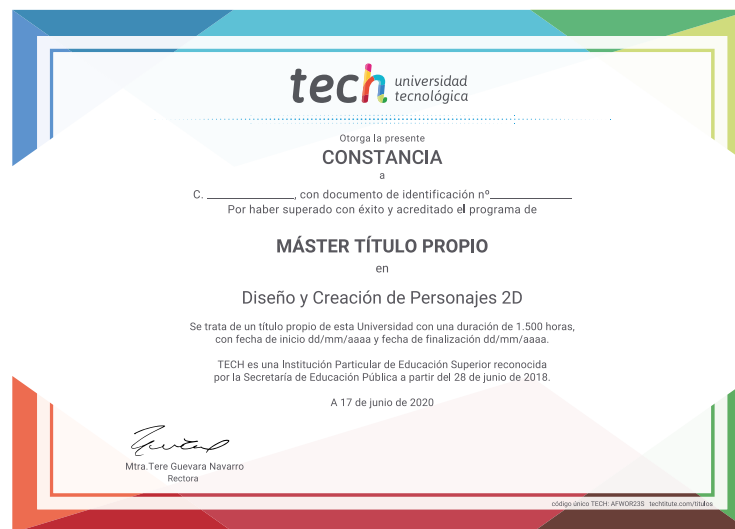 tech universidad
tecnológica
Otorga la presente
CONSTANCIA
a
C. ______________, con documento de identificación nº_____________
Por haber superado con éxito y acreditado el programa de
MÁSTER TÍTULO PROPIO
en
Diseño y Creación de Personajes 2D
Se trata de un título propio de esta Universidad con una duración de 1.500 horas,
con fecha de inicio dd/mm/aaaa y fecha de finalización dd/mm/aaaa.
TECH es una Institución Particular de Educación Superior reconocida
por la Secretaría de Educación Pública a partir del 28 de junio de 2018.
A 17 de junio de 2020
Mtra.Tere Guevara Navarro
Rectora
código único TECH: AFWOR23S techtitute.com/títulos